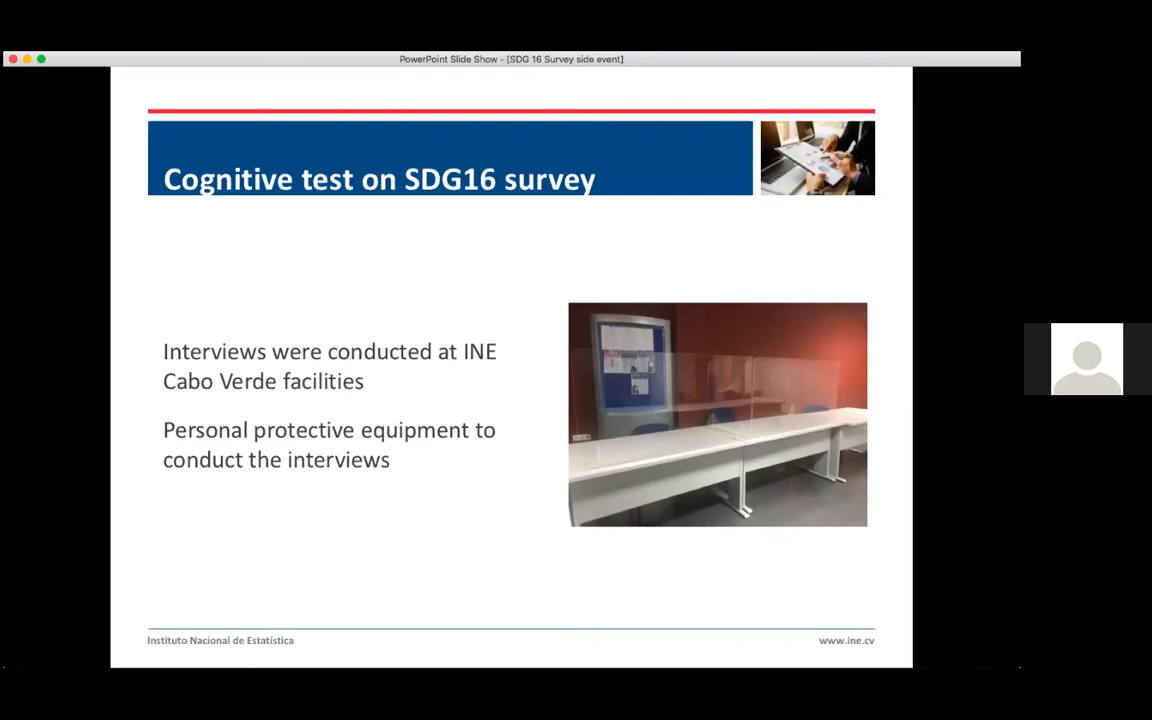 PowerPoint Slide Show - [SDG 16 Survey side event]
Cognitive test on SDG16 survey
Interviews were conducted at INE
Cabo Verde facilities
Personal protective equipment to
conduct the interviews
Instituto Nacional de Estatística
www.ine.cv